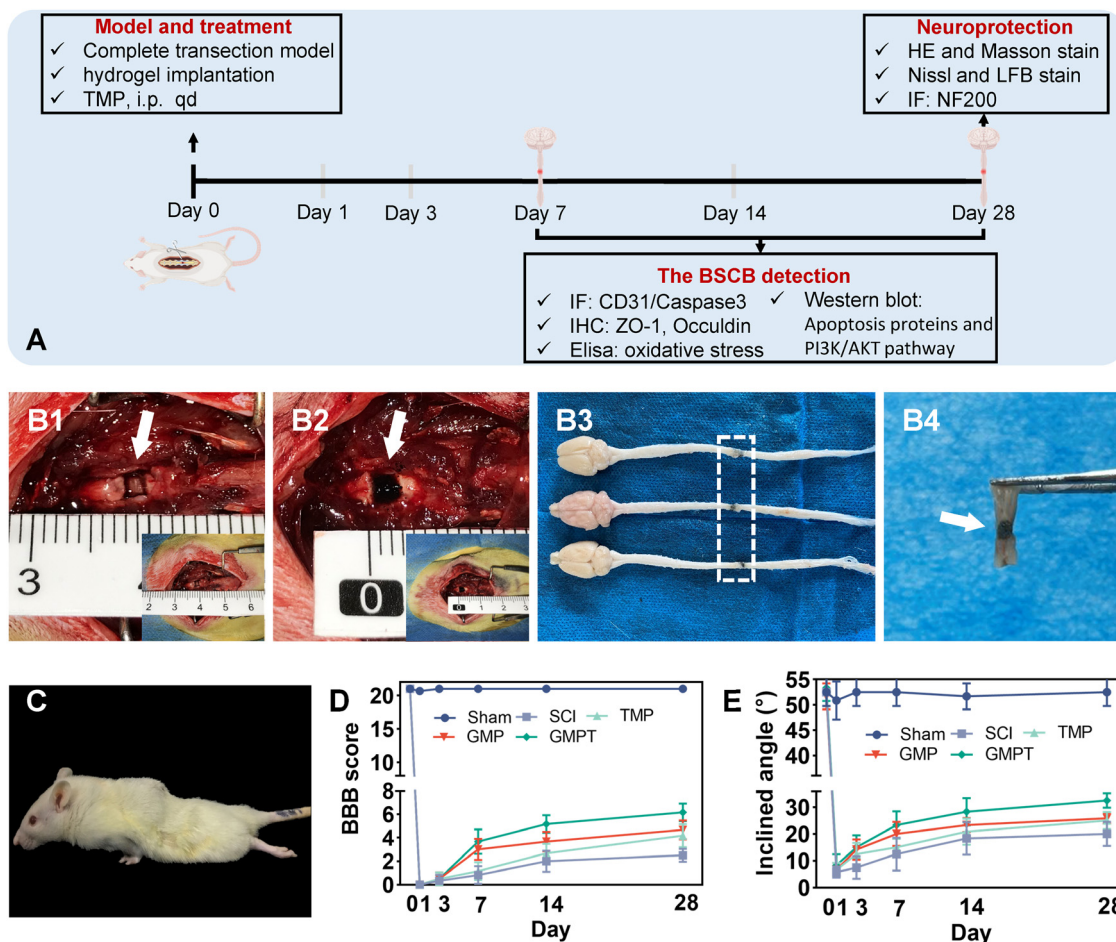 Model and treatment
✓ Complete transection model
✓ hydrogel implantation
✓ TMP, i.p. qd
Neuroprotection
✓ HE and Masson stain
✓ Nissl and LFB stain
✓ IF: NF200
Day 0
Day 1
Day 3
Day 7
Day 14
Day 28
The BSCB detection
✓ IF: CD31/Caspase3
✓ IHC: ZO-1, Occuldin
✓ Elisa: oxidative stress
✓ Western blot:
Apoptosis proteins and
PI3K/AKT pathway
A
B1
3
2 3 4 5 6
B2
0
0 1 2 3
B3
B4
C
D
BBB score
20
15
10
8
6
4
2
0
Sham
SCI
TMP
GMP
GMPT
0 1 3 7 14 28
Day
E
Inclined angle (°)
55
50
45
40
30
20
10
0
Sham
SCI
TMP
GMP
GMPT
0 1 3 7 14 28
Day